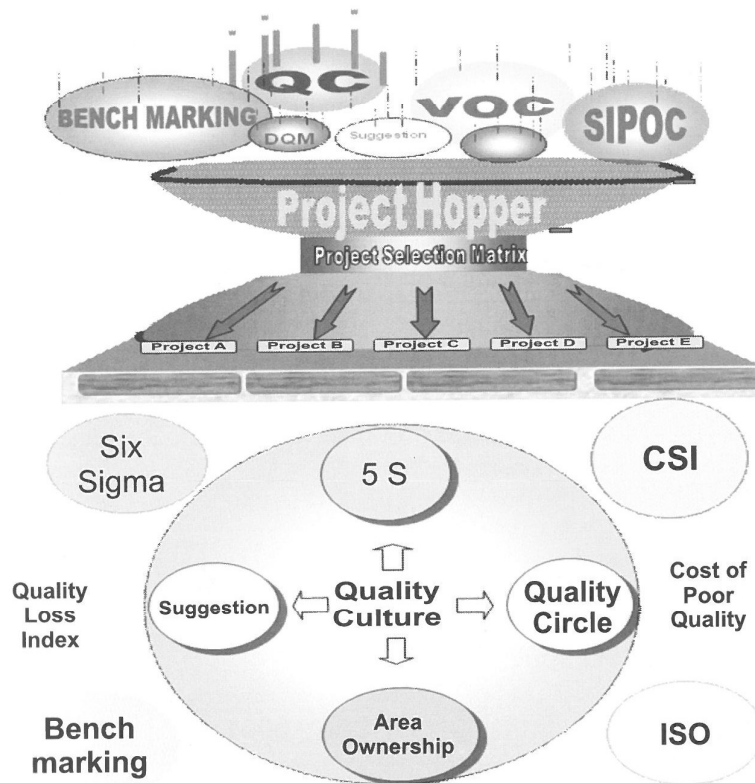 QC
BENCH MARKING
VOC
SIPOC
DQM
Suggestion
Project Hopper
Project Selection Matrix
Project A
Project B
Project C
Project D
Project E
Six
Sigma
5 S
CSI
Quality
Loss
Index
Suggestion
Quality
Culture
Quality
Circle
Cost of
Poor
Quality
Bench
marking
Area
Ownership
ISO